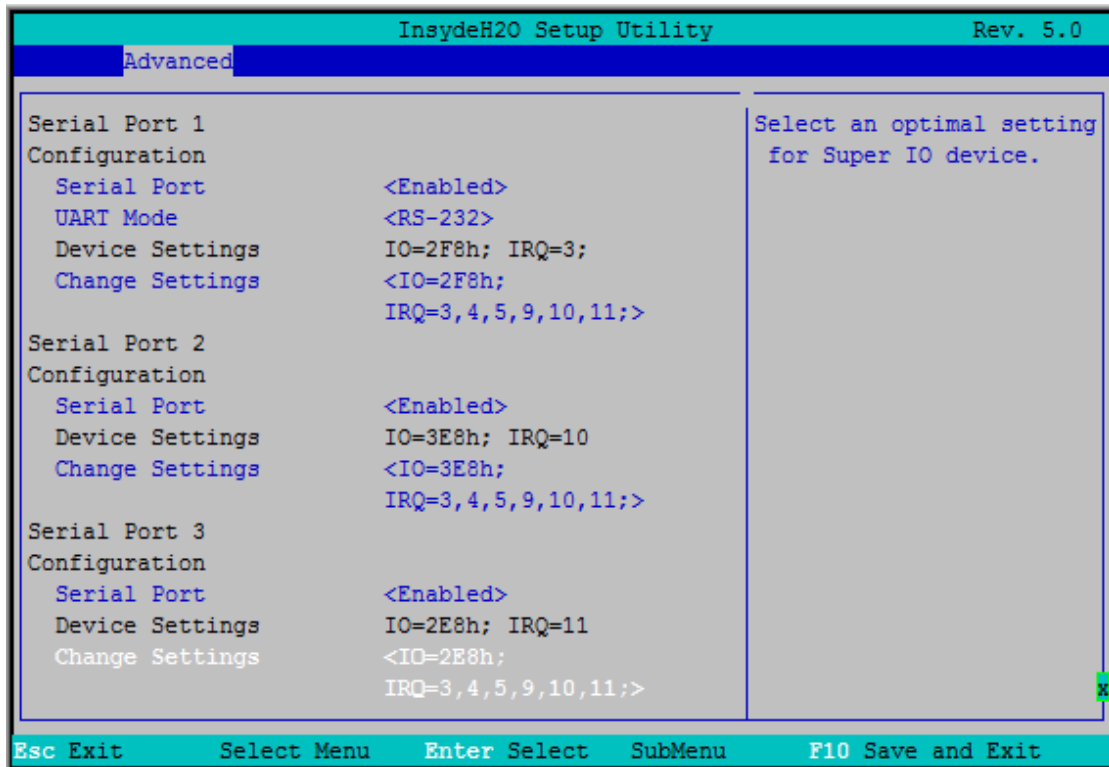 InsydeH2O Setup Utility Rev. 5.0
Advanced
Serial Port 1 Select an optimal setting
Configuration for Super IO device.
Serial Port <Enabled>
UART Mode <RS-232>
Device Settings IO=2F8h; IRQ=3;
Change Settings <IO=2F8h;
IRQ=3,4,5,9,10,11;>
Serial Port 2
Configuration
Serial Port <Enabled>
Device Settings IO=3E8h; IRQ=10
Change Settings <IO=3E8h;
IRQ=3,4,5,9,10,11;>
Serial Port 3
Configuration
Serial Port <Enabled>
Device Settings IO=2E8h; IRQ=11
Change Settings <IO=2E8h;
IRQ=3,4,5,9,10,11;>
x
Esc Exit Select Menu Enter Select SubMenu F10 Save and Exit